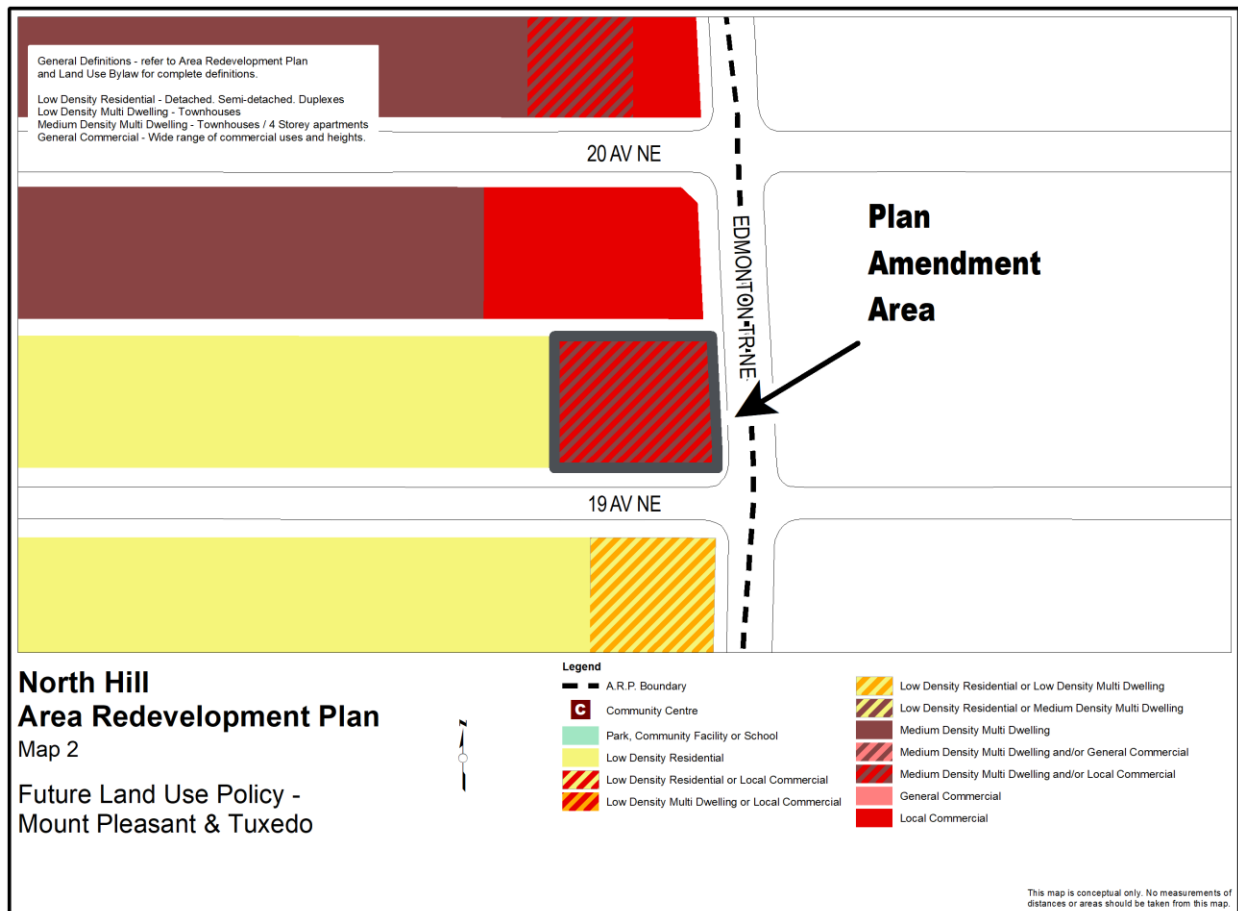 General Definitions - refer to Area Redevelopment Plan
and Land Use Bylaw for complete definitions.
Low Density Residential - Detached. Semi-detached. Duplexes
Low Density Multi Dwelling - Townhouses
Medium Density Multi Dwelling - Townhouses / 4 Storey apartments
General Commercial - Wide range of commercial uses and heights.
20 AV NE
EDMONTON TR NE
Plan
Amendment
Area
19 AV NE
North Hill
Area Redevelopment Plan
Map 2
Future Land Use Policy -
Mount Pleasant & Tuxedo
N
Legend
A.R.P. Boundary
C
Community Centre
Park, Community Facility or School
Low Density Residential
Low Density Residential or Local Commercial
Low Density Multi Dwelling or Local Commercial
Low Density Residential or Low Density Multi Dwelling
Low Density Residential or Medium Density Multi Dwelling
Medium Density Multi Dwelling
Medium Density Multi Dwelling and/or General Commercial
Medium Density Multi Dwelling and/or Local Commercial
General Commercial
Local Commercial
This map is conceptual only. No measurements of
distances or areas should be taken from this map.